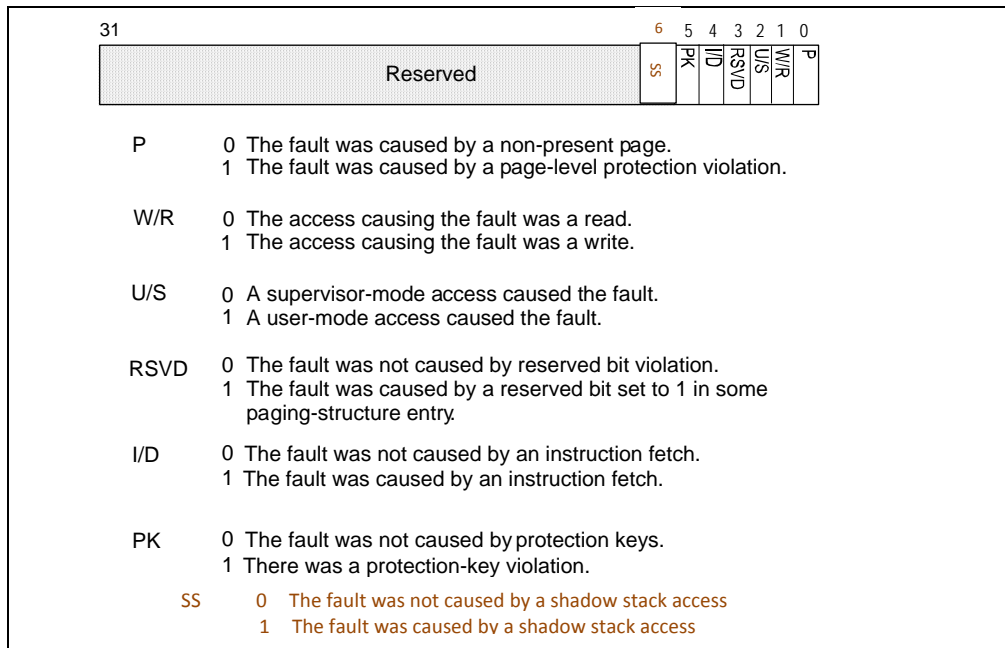 31 6 5 4 3 2 1 0
Reserved SS PK I/D RSVD U/S W/R P
P 0 The fault was caused by a non-present page.
1 The fault was caused by a page-level protection violation.
W/R 0 The access causing the fault was a read.
1 The access causing the fault was a write.
U/S 0 A supervisor-mode access caused the fault.
1 A user-mode access caused the fault.
RSVD 0 The fault was not caused by reserved bit violation.
1 The fault was caused by a reserved bit set to 1 in some
paging-structure entry.
I/D 0 The fault was not caused by an instruction fetch.
1 The fault was caused by an instruction fetch.
PK 0 The fault was not caused by protection keys.
1 There was a protection-key violation.
SS 0 The fault was not caused by a shadow stack access
1 The fault was caused by a shadow stack access